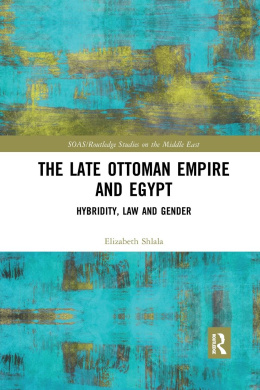 SOAS/Routledge Studies on the Middle East
THE LATE OTTOMAN EMPIRE
AND EGYPT
HYBRIDITY, LAW AND GENDER
Elizabeth Shlala
R
ROUTLEDGE